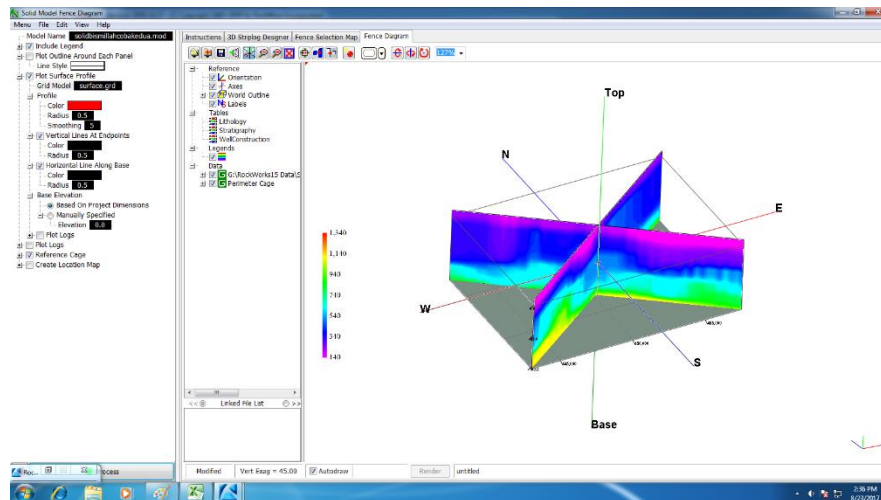 Solid Model Fence Diagram
Menu File Edit View Help
Model Name solidbismillahcobakedua.mod
Include Legend
Plot Outline Around Each Panel
Line Style
Plot Surface Profile
Grid Model surface.grd
Profile
Color
Radius 0.5
Smoothing 5
Vertical Lines At Endpoints
Color
Radius 0.5
Horizontal Line Along Base
Color
Radius 0.5
Base Elevation
Based On Project Dimensions
Manually Specified
Elevation 0.0
Plot Logs
Plot Logs
Reference Cage
Create Location Map
Instructions 3D Striplog Designer Fence Selection Map Fence Diagram
Reference
Orientation
Axes
World Outline
Labels
Tables
Lithology
Stratigraphy
WellConstruction
Legends
Data
G:\RockWorks15 Data\S
Perimeter Cage
Linked File List
Top
N
E
W
S
Base
1,340
1,140
940
740
540
340
140
Modified Vert Exag = 45.00 Autodraw Render untitled
Roc...
rocess
2:36 PM